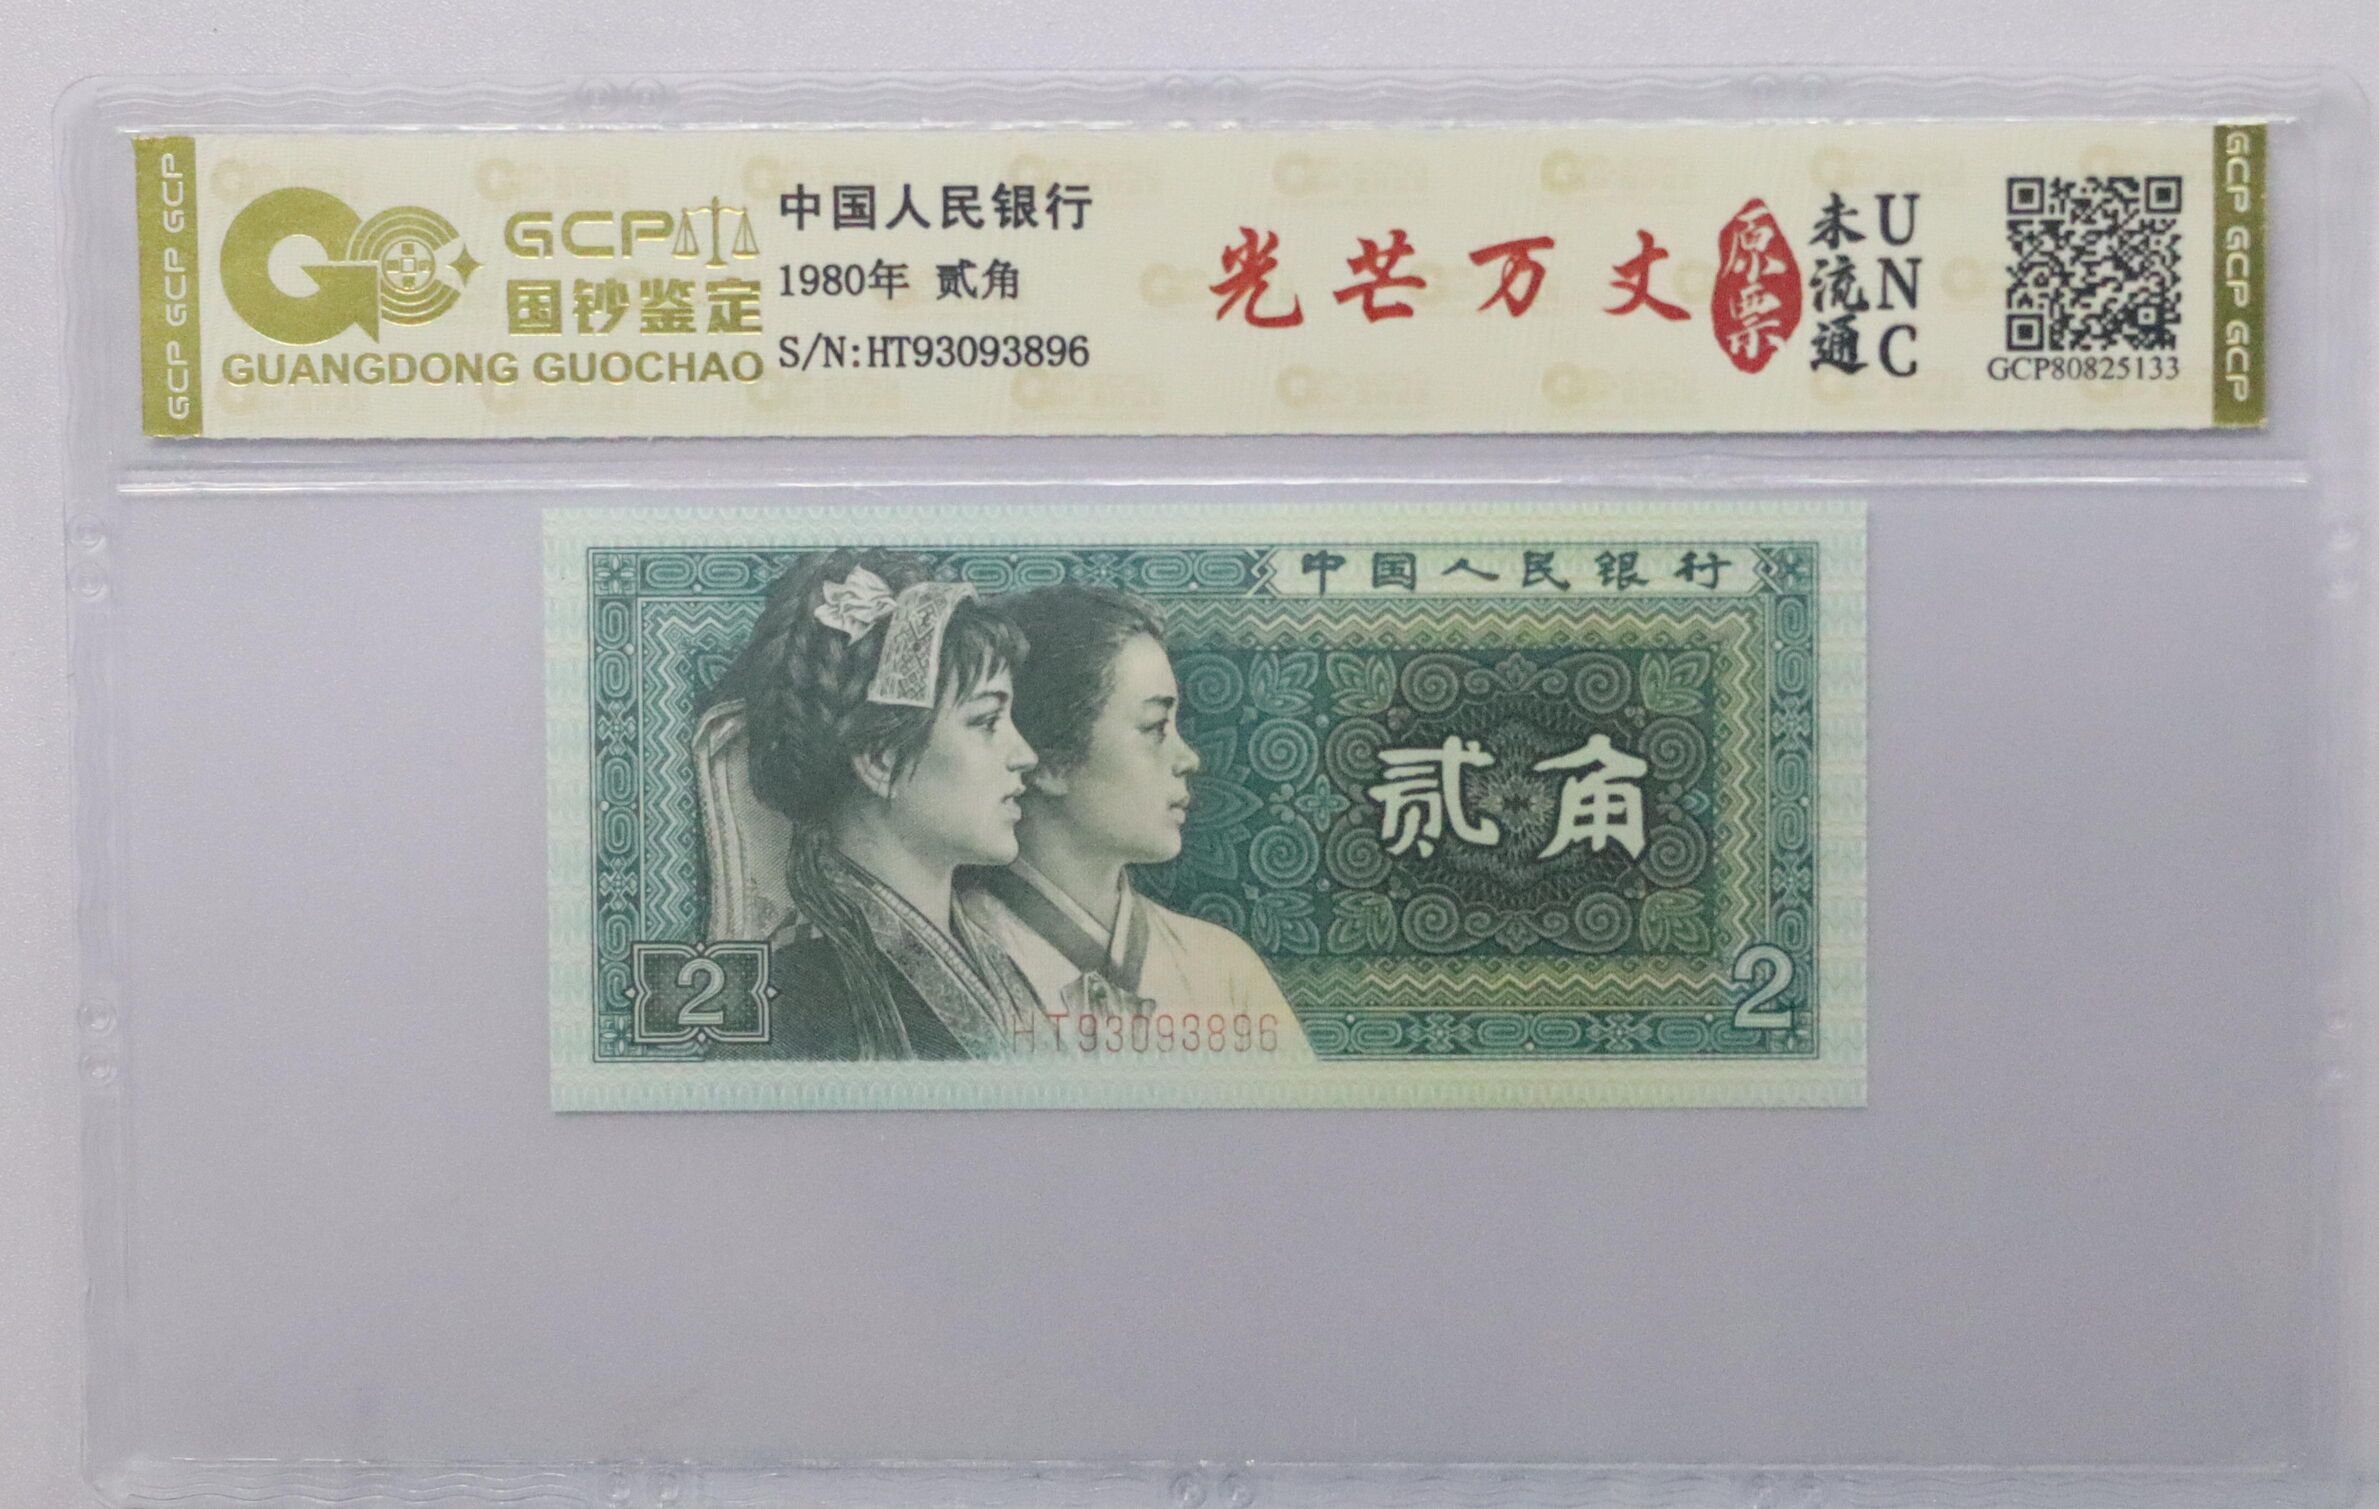 GCP GCP GCP
GCP
国钞鉴定
GUANGDONG GUOCHAO
中国人民银行
1980年 贰角
S/N:HT93093896
光芒万丈
原票
未流通
UNC
GCP80825133
GCP GCP GCP
中国人民银行
贰角
2
2
HT93093896